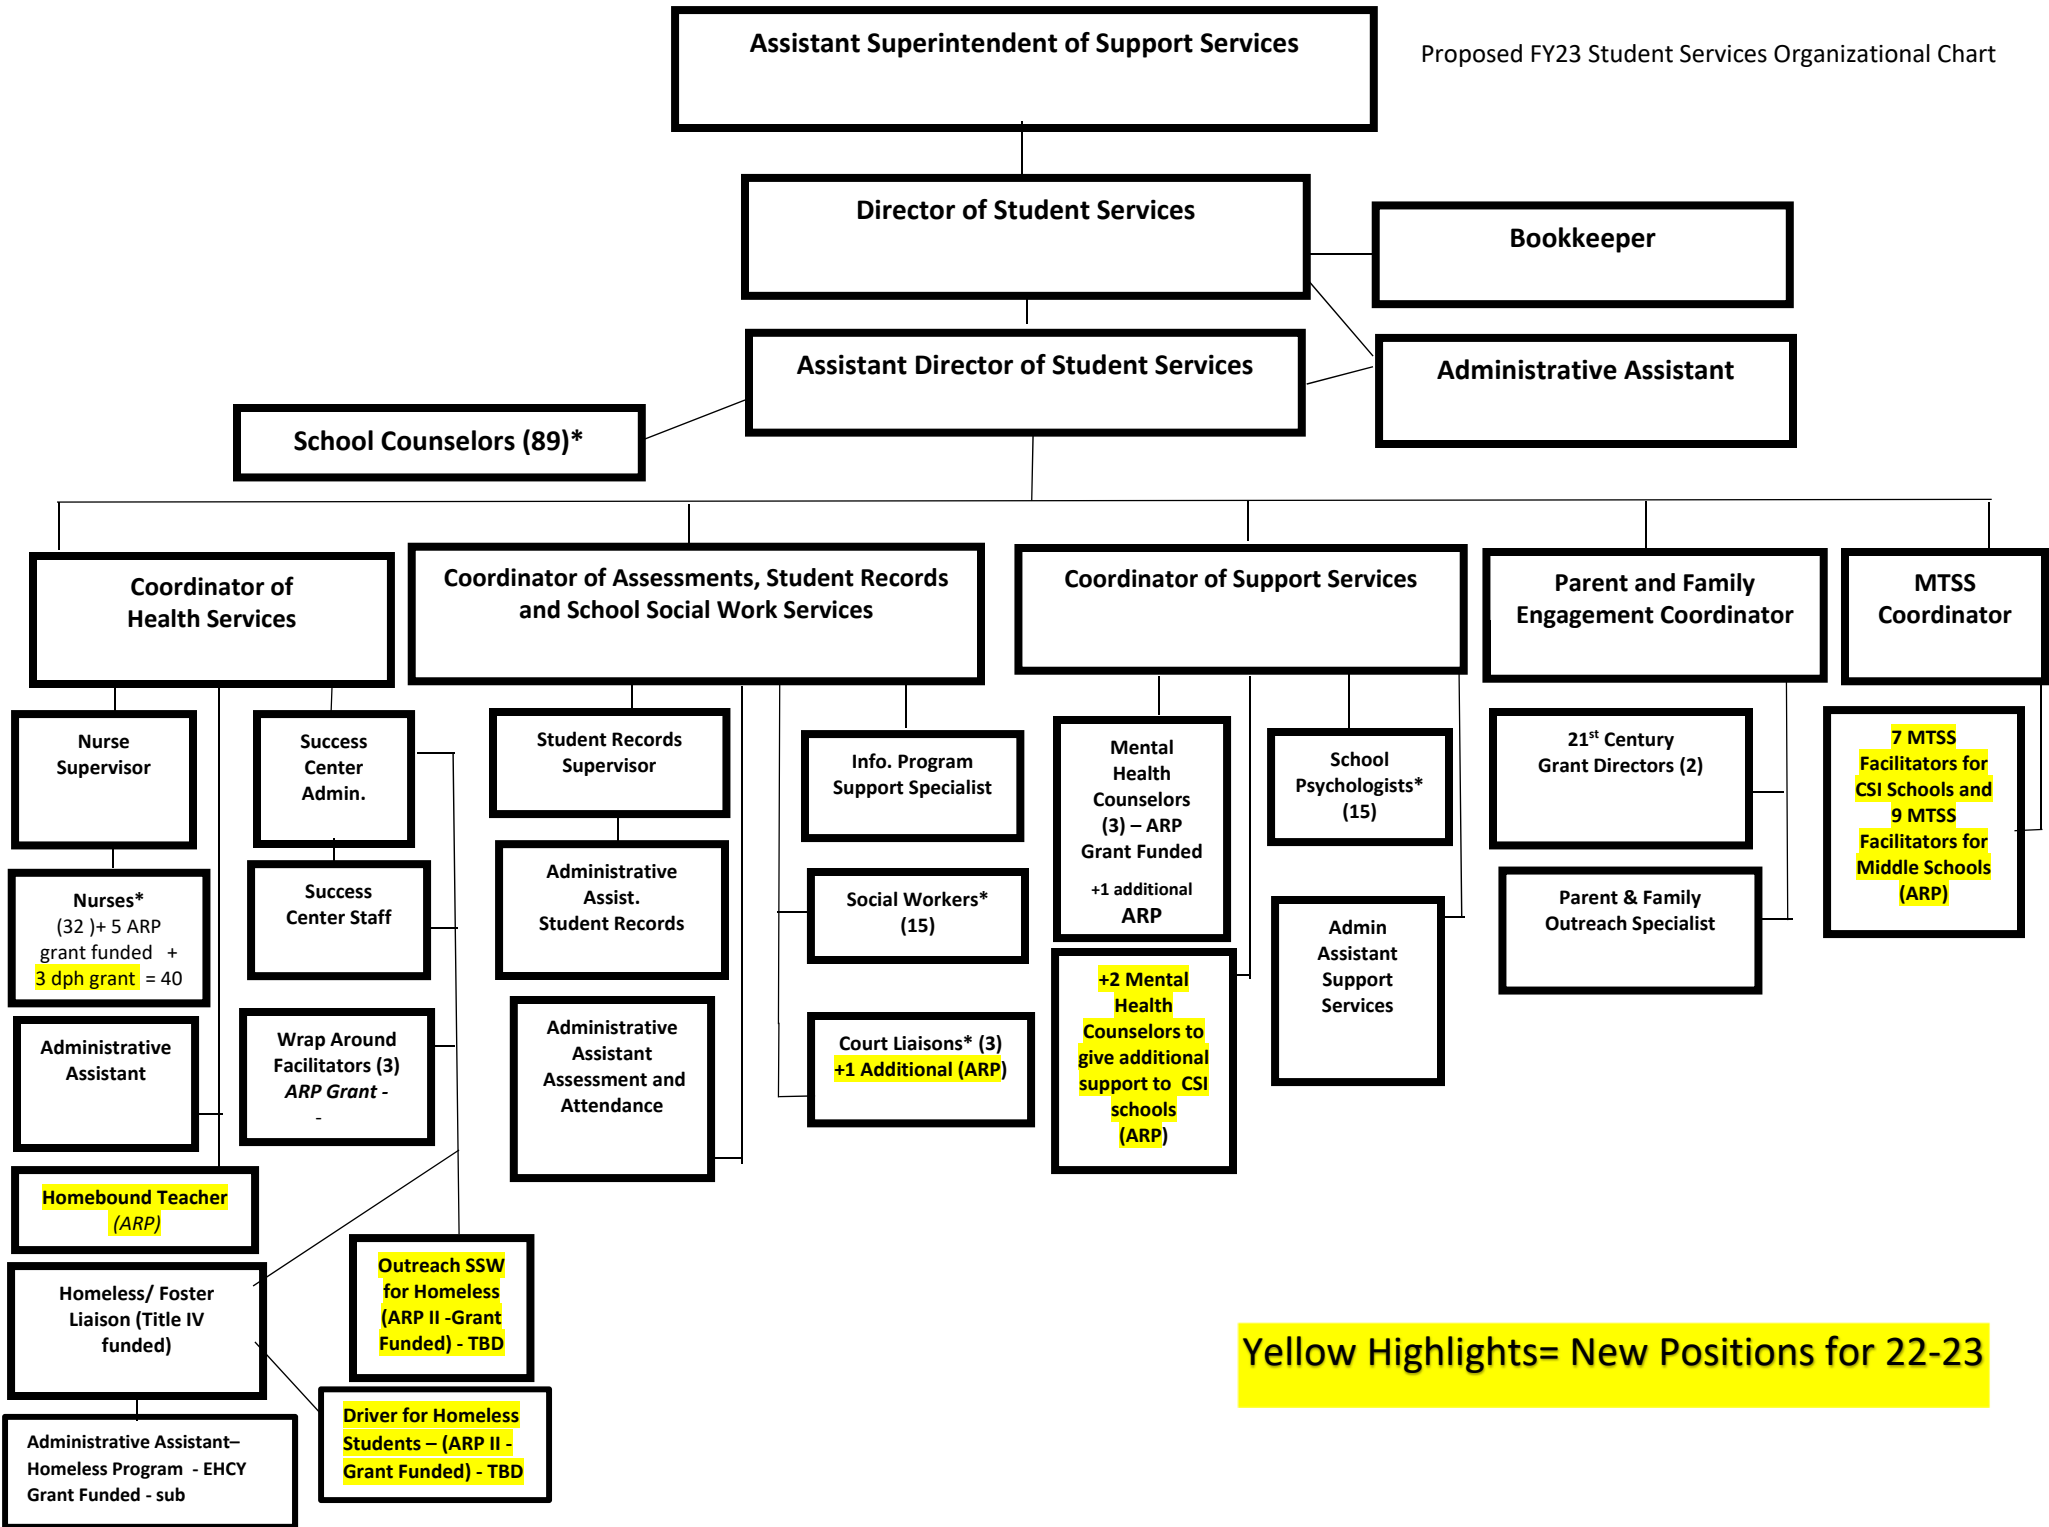 Assistant Superintendent of Support Services
Proposed FY23 Student Services Organizational Chart
Director of Student Services
Bookkeeper
Assistant Director of Student Services
Administrative Assistant
School Counselors (89)*
Coordinator of
Health Services
Coordinator of Assessments, Student Records
and School Social Work Services
Coordinator of Support Services
Parent and Family
Engagement Coordinator
MTSS
Coordinator
Nurse
Supervisor
Success
Center
Admin.
Student Records
Supervisor
Info. Program
Support Specialist
Mental
Health
Counselors
(3) – ARP
Grant Funded
+1 additional
ARP
School
Psychologists*
(15)
21st Century
Grant Directors (2)
7 MTSS
Facilitators for
CSI Schools and
9 MTSS
Facilitators for
Middle Schools
(ARP)
Nurses*
(32 )+ 5 ARP
grant funded +
3 dph grant = 40
Success
Center Staff
Administrative
Assist.
Student Records
Social Workers*
(15)
Admin
Assistant
Support
Services
Parent & Family
Outreach Specialist
Administrative
Assistant
Wrap Around
Facilitators (3)
ARP Grant -
-
Administrative
Assistant
Assessment and
Attendance
Court Liaisons* (3)
+1 Additional (ARP)
+2 Mental
Health
Counselors to
give additional
support to CSI
schools
(ARP)
Homebound Teacher
(ARP)
Homeless/ Foster
Liaison (Title IV
funded)
Outreach SSW
for Homeless
(ARP II -Grant
Funded) - TBD
Administrative Assistant–
Homeless Program - EHCY
Grant Funded - sub
Driver for Homeless
Students – (ARP II -
Grant Funded) - TBD
Yellow Highlights= New Positions for 22-23